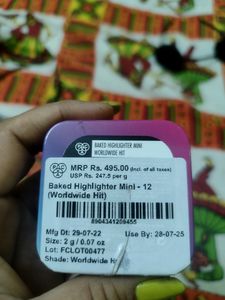 PAC
BAKED HIGHLIGHTER MINI
WORLDWIDE HIT
PAC
MRP Rs. 495.00 (Incl. of all taxes)
USP Rs. 247.5 per g
Baked Highlighter Mini - 12
(Worldwide Hit)
8904341209455
Mfg Dt: 29-07-22 Use By: 28-07-25
Size: 2 g / 0.07 oz
Lot: FCLOT00477
Shade: Worldwide Hit